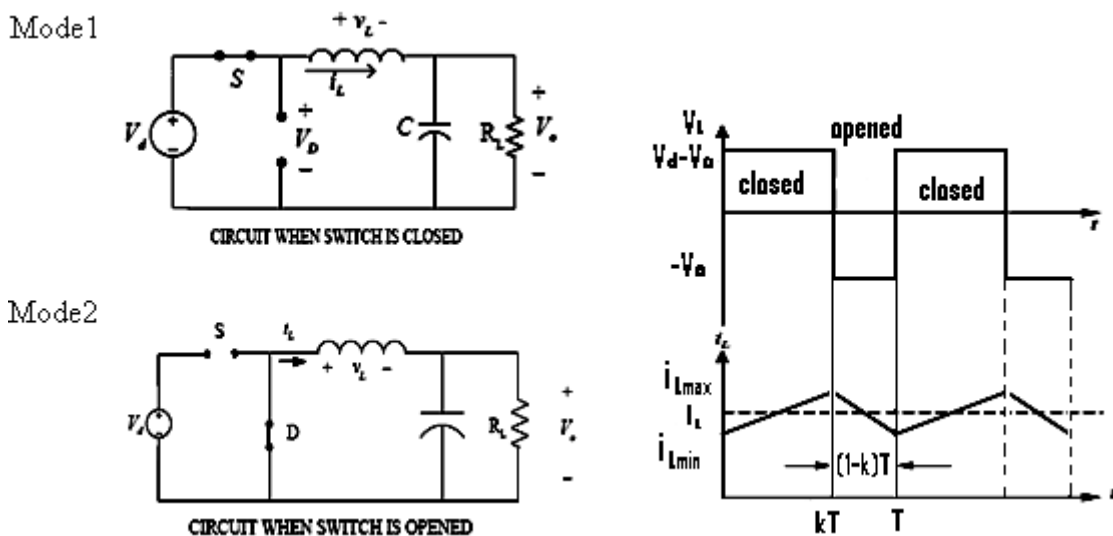 Mode1
+ v_L -
S
i_L
V_d
+
V_D
-
C
R_L
+
V_o
-
CIRCUIT WHEN SWITCH IS CLOSED
Mode2
S
i_L
+ v_L -
D
R_L
+
V_o
-
CIRCUIT WHEN SWITCH IS OPENED
V_L
opened
V_d-V_o
closed
closed
-V_o
i_L
i_Lmax
I_L
i_Lmin
(1-k)T
kT
T